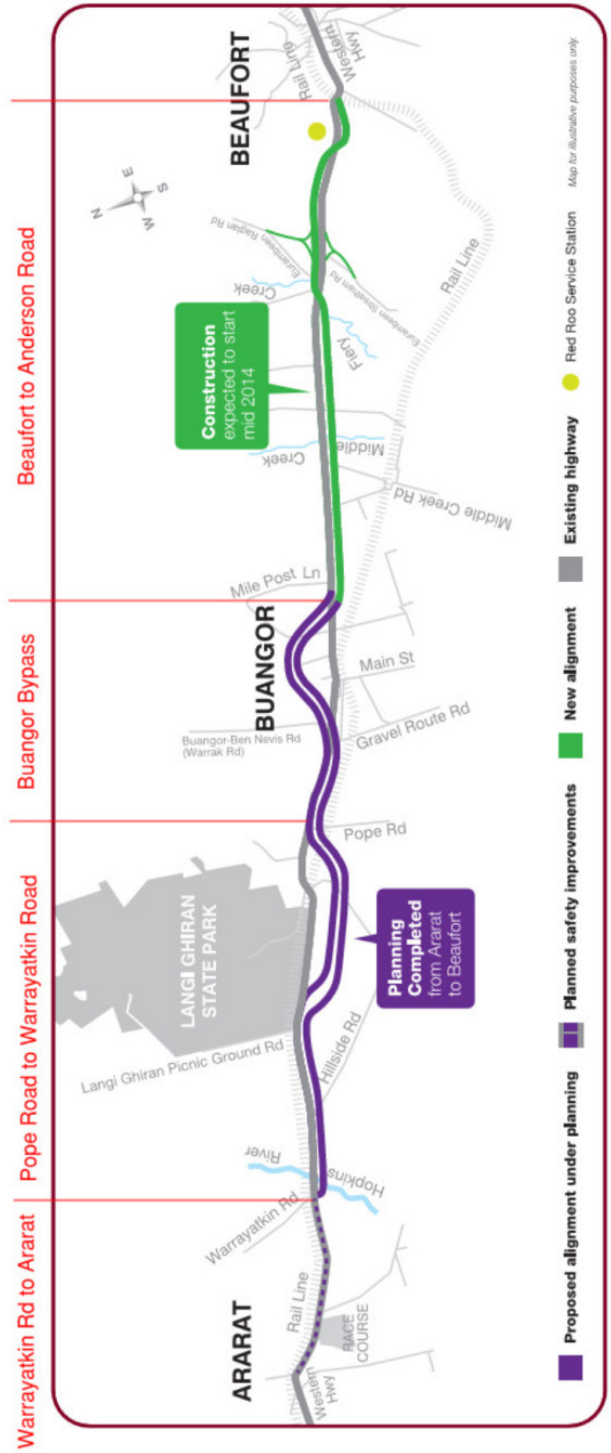 Warrayatkin Rd to Ararat
Pope Road to Warrayatkin Road
Buangor Bypass
Beaufort to Anderson Road
ARARAT
Western
Hwy
Rail Line
RACE
COURSE
Warrayatkin Rd
Hopkins
River
Langi Ghiran Picnic Ground Rd
LANGI GHIRAN
STATE PARK
Hillside Rd
Planning
Completed
from Ararat
to Beaufort
Pope Rd
BUANGOR
Buangor-Ben Nevis Rd
(Warrak Rd)
Gravel Route Rd
Main St
Mile Post Ln
Middle Creek Rd
Middle
Creek
Construction
expected to start
mid 2014
Fiery
Creek
Eurambeen Raglan Rd
Eurambeen Streatham Rd
Rail Line
N
E
S
W
BEAUFORT
Rail Line
Western
Hwy
Proposed alignment under planning
Planned safety improvements
New alignment
Existing highway
Red Roo Service Station
Map for illustrative purposes only.